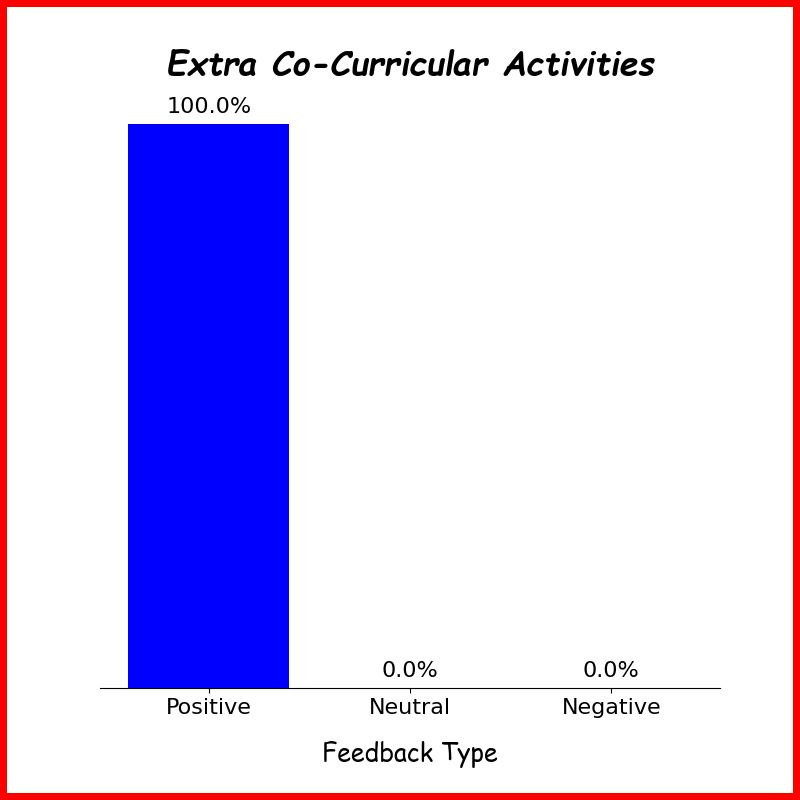 Extra Co-Curricular Activities
100.0%
0.0% 0.0%
Positive Neutral Negative
Feedback Type